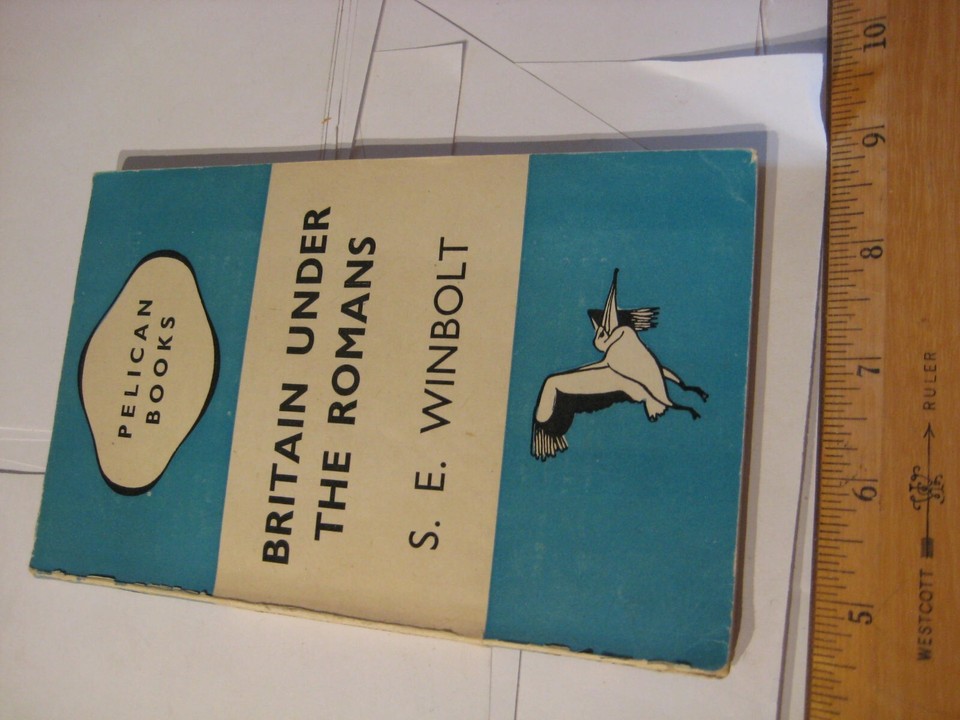 PELICAN
BOOKS
BRITAIN UNDER
THE ROMANS
S. E. WINBOLT
WESTCOTT RULER
5
6
7
8
9
10